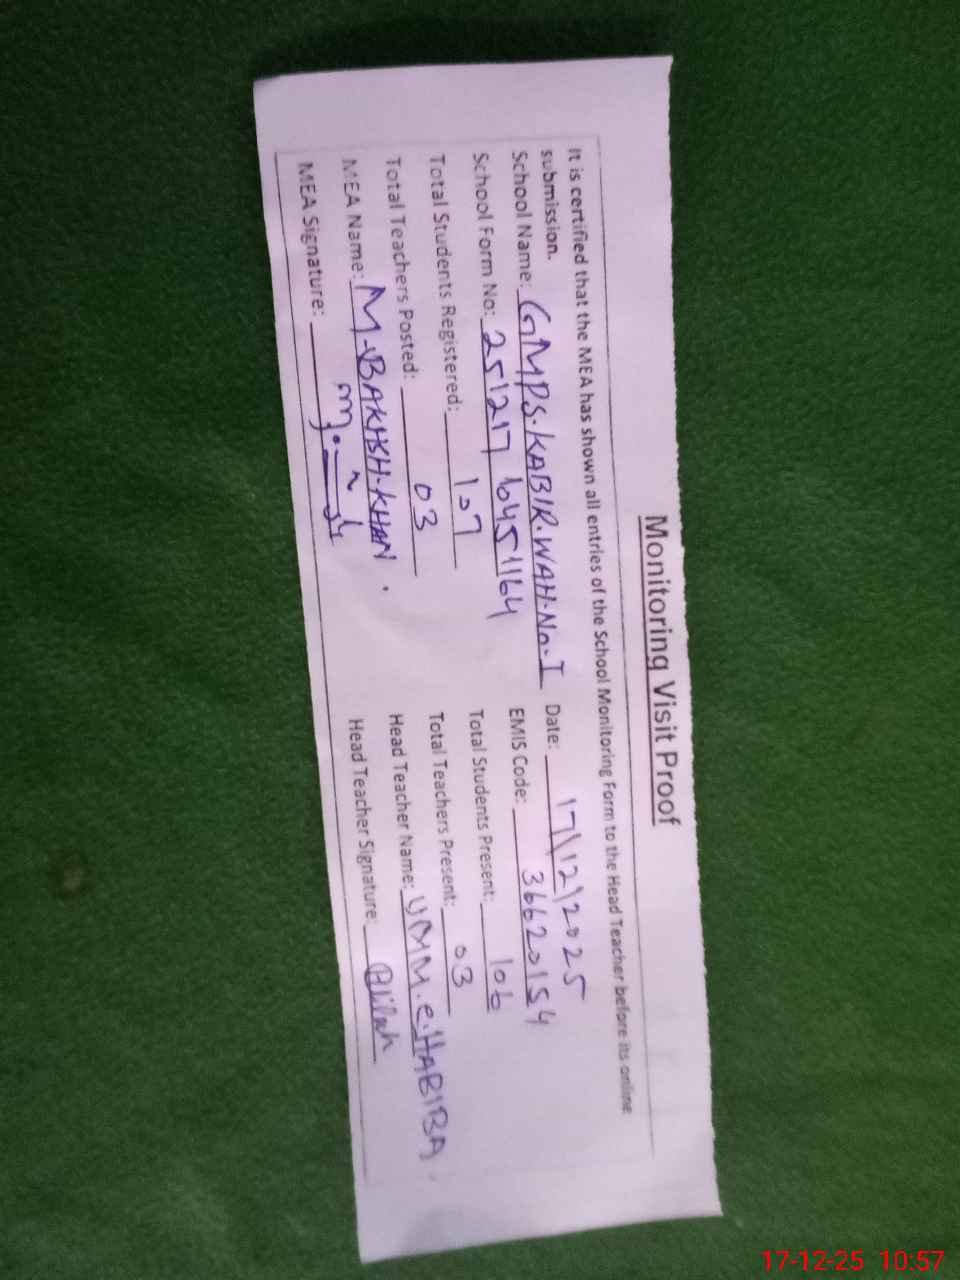 Monitoring Visit Proof
It is certified that the MEA has shown all entries of the School Monitoring Form to the Head Teacher before its online
submission.
School Name: GMPS.KABIR.WAH.No.I Date: 17\12\2025
School Form No: 251217 10451164 EMIS Code: 36620154
Total Students Registered: 107 Total Students Present: 106
Total Teachers Posted: 03 Total Teachers Present: 03
MEA Name: M.BAKHSH.KHAN. Head Teacher Name: UMM.e.HABIBA.
MEA Signature: Head Teacher Signature:
17-12-25 10:57